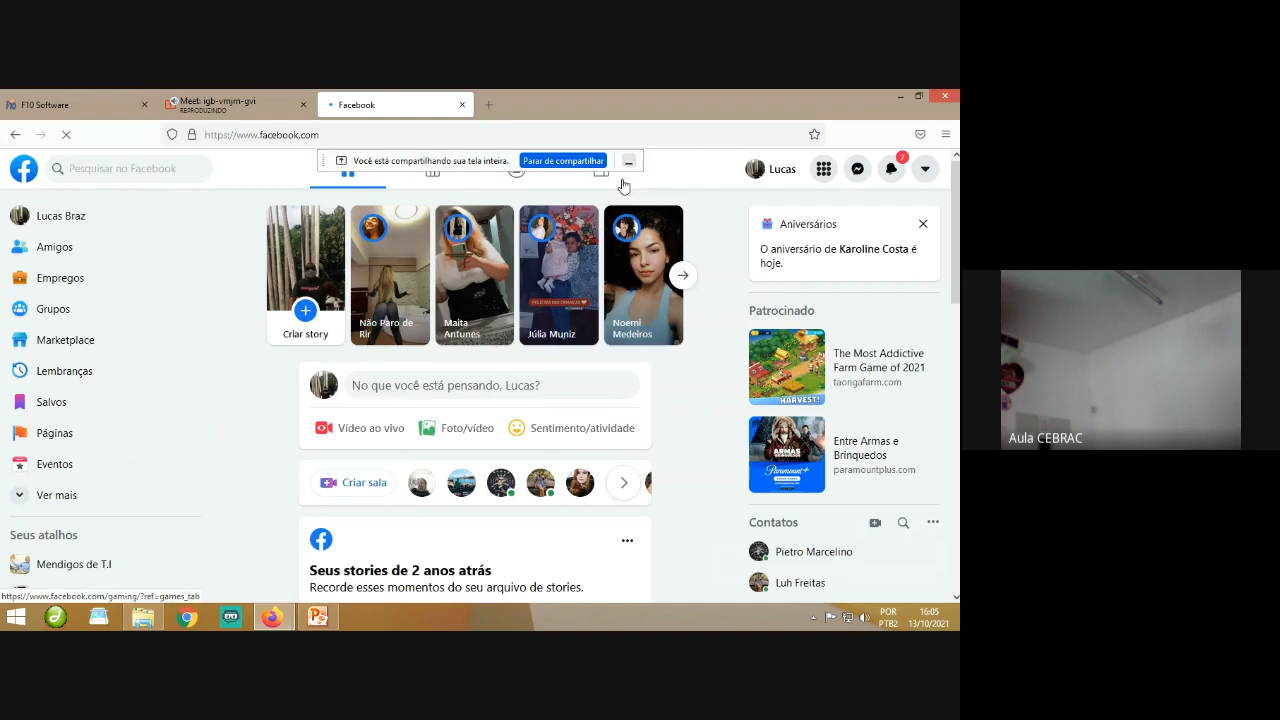 F10 Software
Meet: igb-vmjm-gvi
REPRODUZINDO
Facebook
https://www.facebook.com
Você está compartilhando sua tela inteira.
Parar de compartilhar
Pesquisar no Facebook
Lucas
7
Lucas Braz
Amigos
Empregos
Grupos
Marketplace
Lembranças
Salvos
Páginas
Eventos
Ver mais
Seus atalhos
Mendigos de T.I
https://www.facebook.com/gaming/?ref=games_tab
Criar story
Não Paro de
Rir
Maita
Antunes
FELIZ DIA DAS CRIANÇAS
Júlia Muniz
Noemi
Medeiros
No que você está pensando, Lucas?
Vídeo ao vivo
Foto/vídeo
Sentimento/atividade
Criar sala
Seus stories de 2 anos atrás
Recorde esses momentos do seu arquivo de stories.
Aniversários
O aniversário de Karoline Costa é
hoje.
Patrocinado
HARVEST!
The Most Addictive
Farm Game of 2021
taongafarm.com
ARMAS
Paramount+
Entre Armas e
Brinquedos
paramountplus.com
Contatos
Pietro Marcelino
Luh Freitas
POR
PTB2
16:05
13/10/2021
Aula CEBRAC